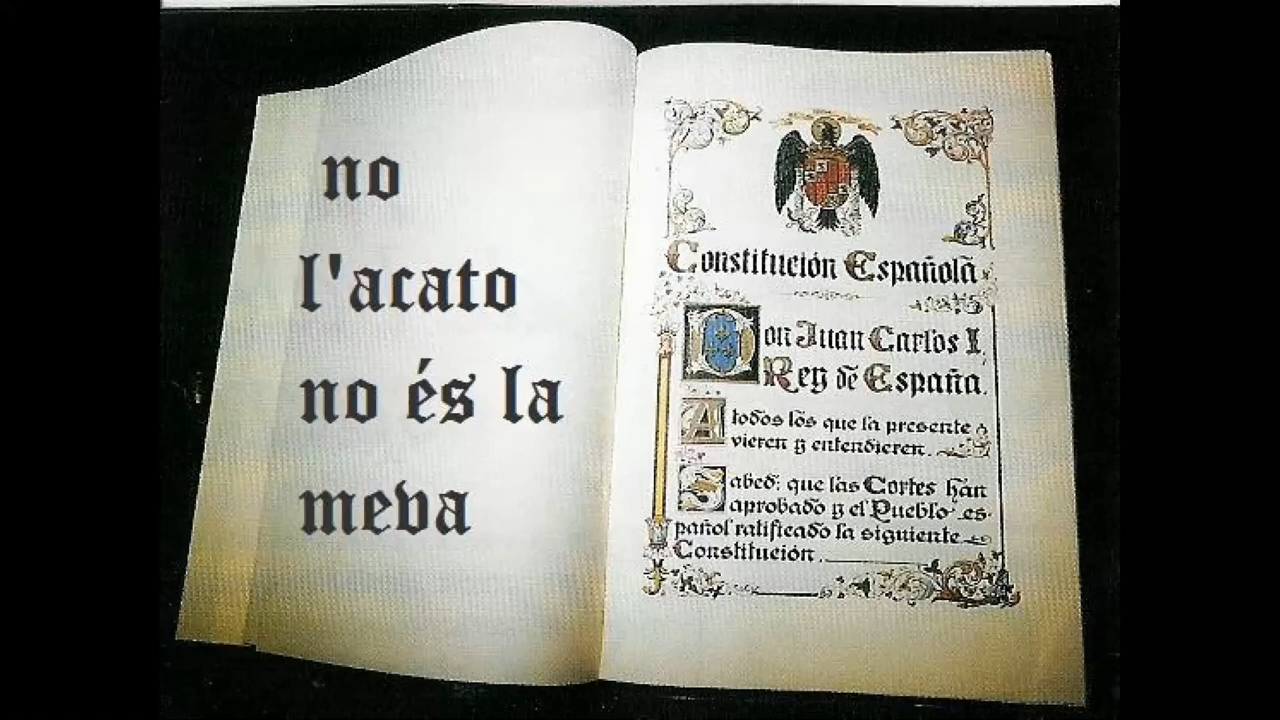 no
l'acato
no és la
meva
Constitución Española
Don Juan Carlos I,
Rey de España.
A todos los que la presente
vieren y entendieren.
Sabed: que las Cortes han
aprobado y el Pueblo es-
pañol ratificado la siguiente
Constitución.